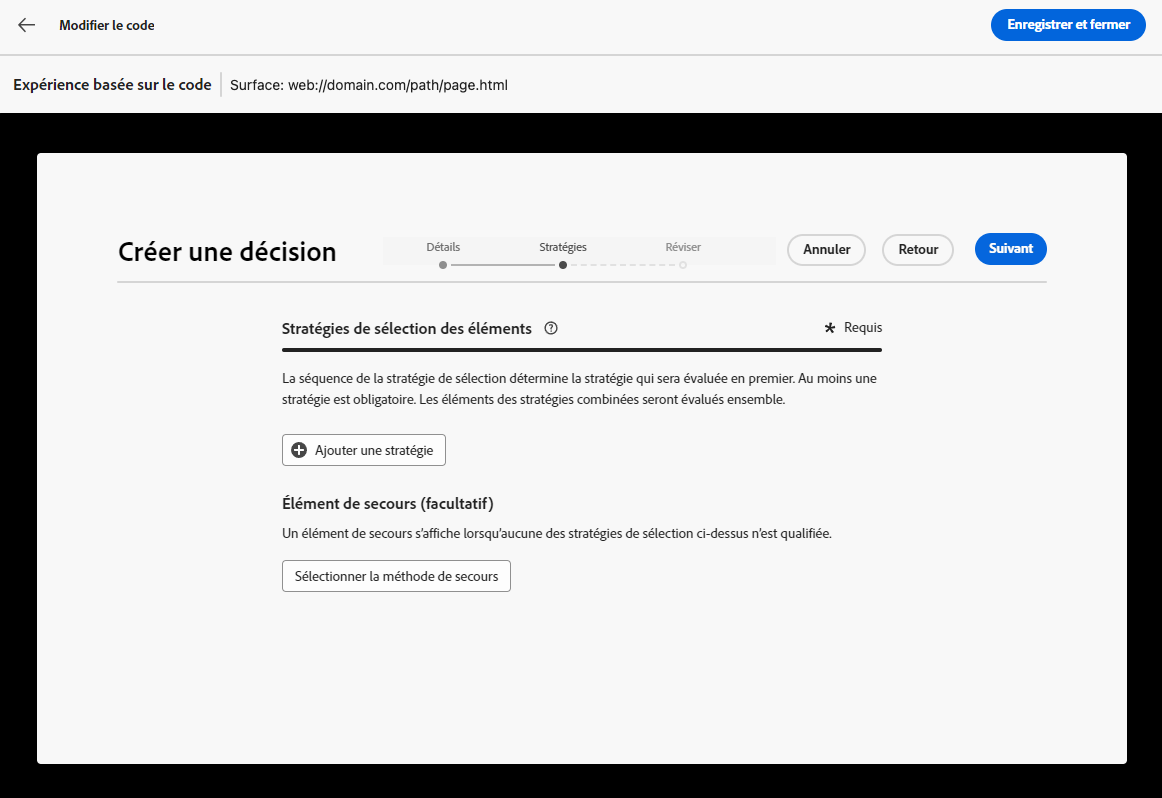 Modifier le code
Enregistrer et fermer
Expérience basée sur le code
Surface: web://domain.com/path/page.html
Créer une décision
Détails
Stratégies
Réviser
Annuler
Retour
Suivant
Stratégies de sélection des éléments
* Requis
La séquence de la stratégie de sélection détermine la stratégie qui sera évaluée en premier. Au moins une
stratégie est obligatoire. Les éléments des stratégies combinées seront évalués ensemble.
Ajouter une stratégie
Élément de secours (facultatif)
Un élément de secours s’affiche lorsqu’aucune des stratégies de sélection ci-dessus n’est qualifiée.
Sélectionner la méthode de secours